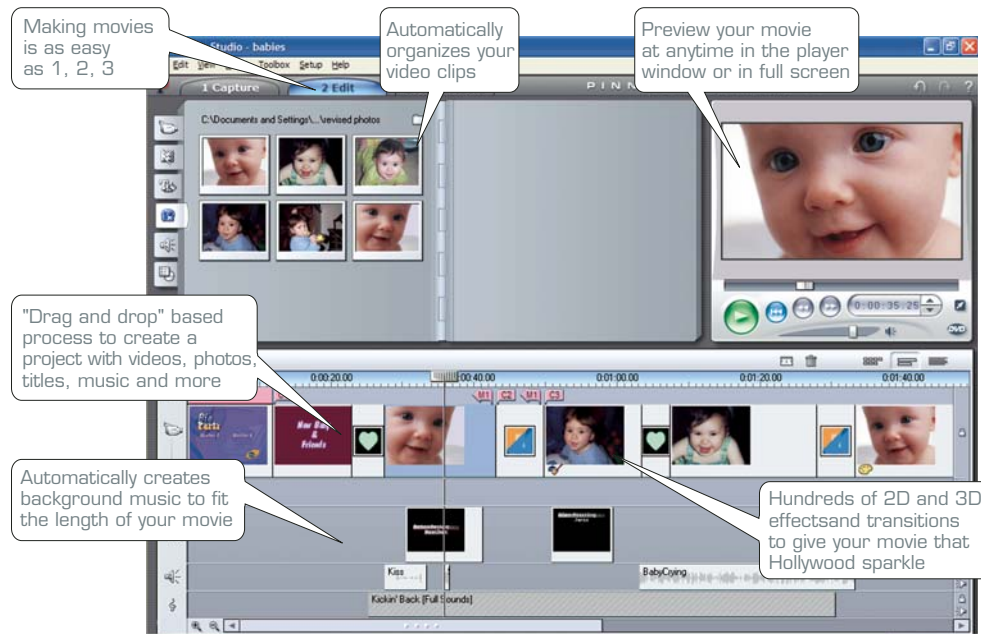 Making movies
is as easy
as 1, 2, 3
Automatically
organizes your
video clips
Preview your movie
at anytime in the player
window or in full screen
Studio - babies
Edit View Toolbox Setup Help
1 Capture
2 Edit
PINN
C:\Documents and Settings\...\revised photos
0:00:35:25
DVD
"Drag and drop" based
process to create a
project with videos, photos,
titles, music and more
0:00:20.00
0:00:40.00
0:01:00.00
0:01:20.00
0:01:40.00
M1 C2 M1 C3
New Baby
&
Friends
Automatically creates
background music to fit
the length of your movie
Hundreds of 2D and 3D
effectsand transitions
to give your movie that
Hollywood sparkle
Kiss
BabyCrying
Kickin' Back [Full Sounds]